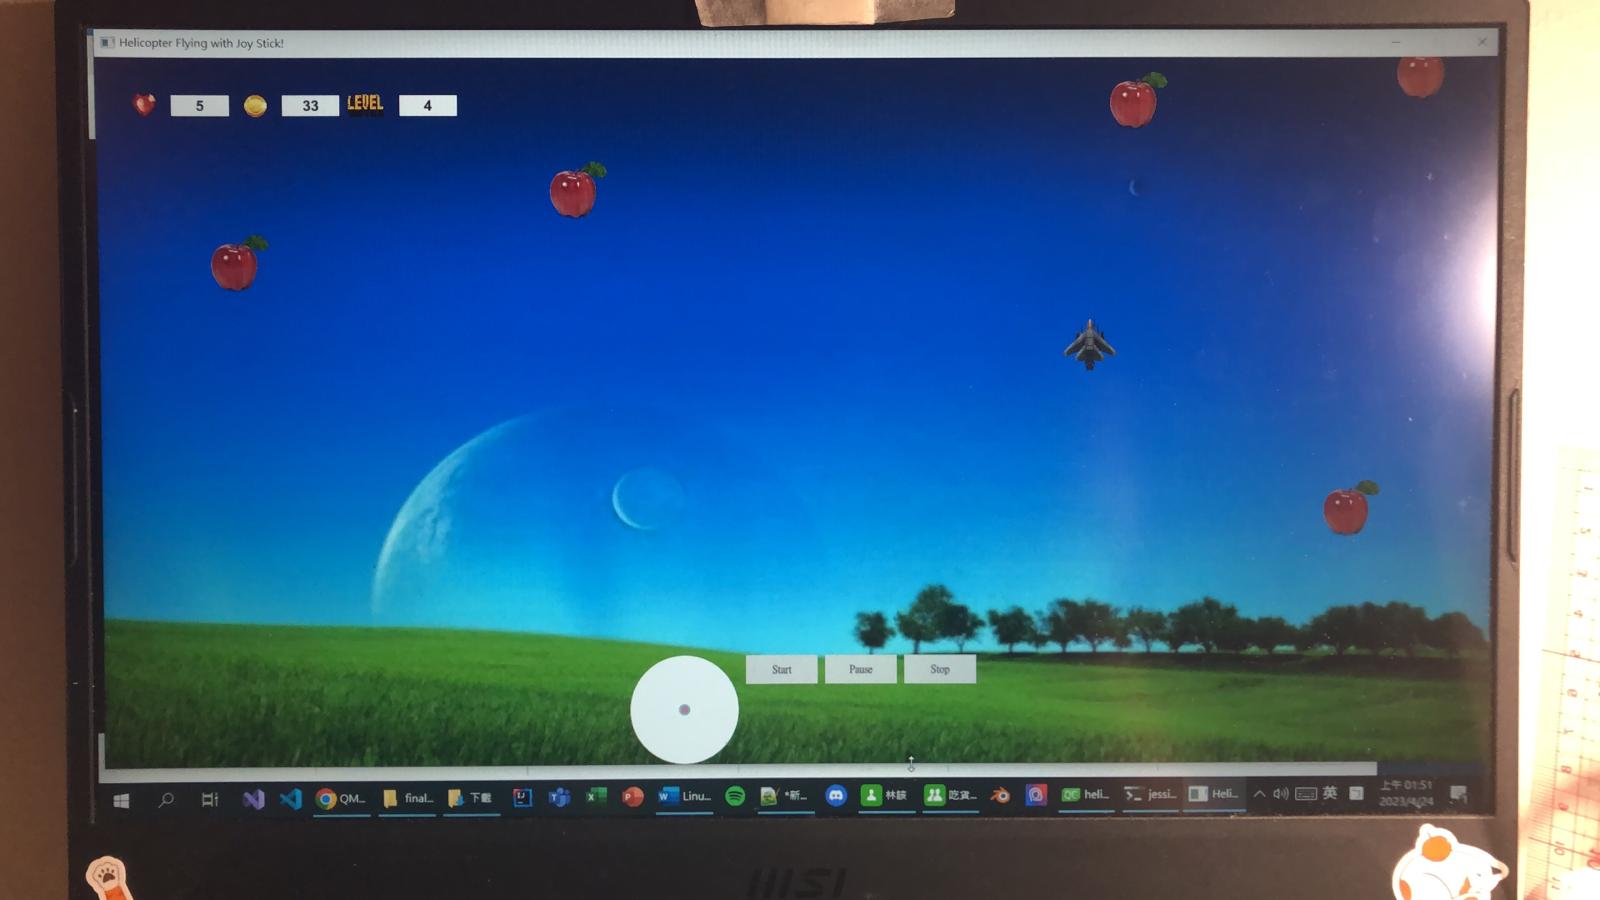 Helicopter Flying with Joy Stick!
5 33 LEVEL 4
Start Pause Stop
QM... final... 下載 Linu... *新... 林菽 吃貨... heli... jessi... Heli... 英 上午 01:51
2023/4/24
msi